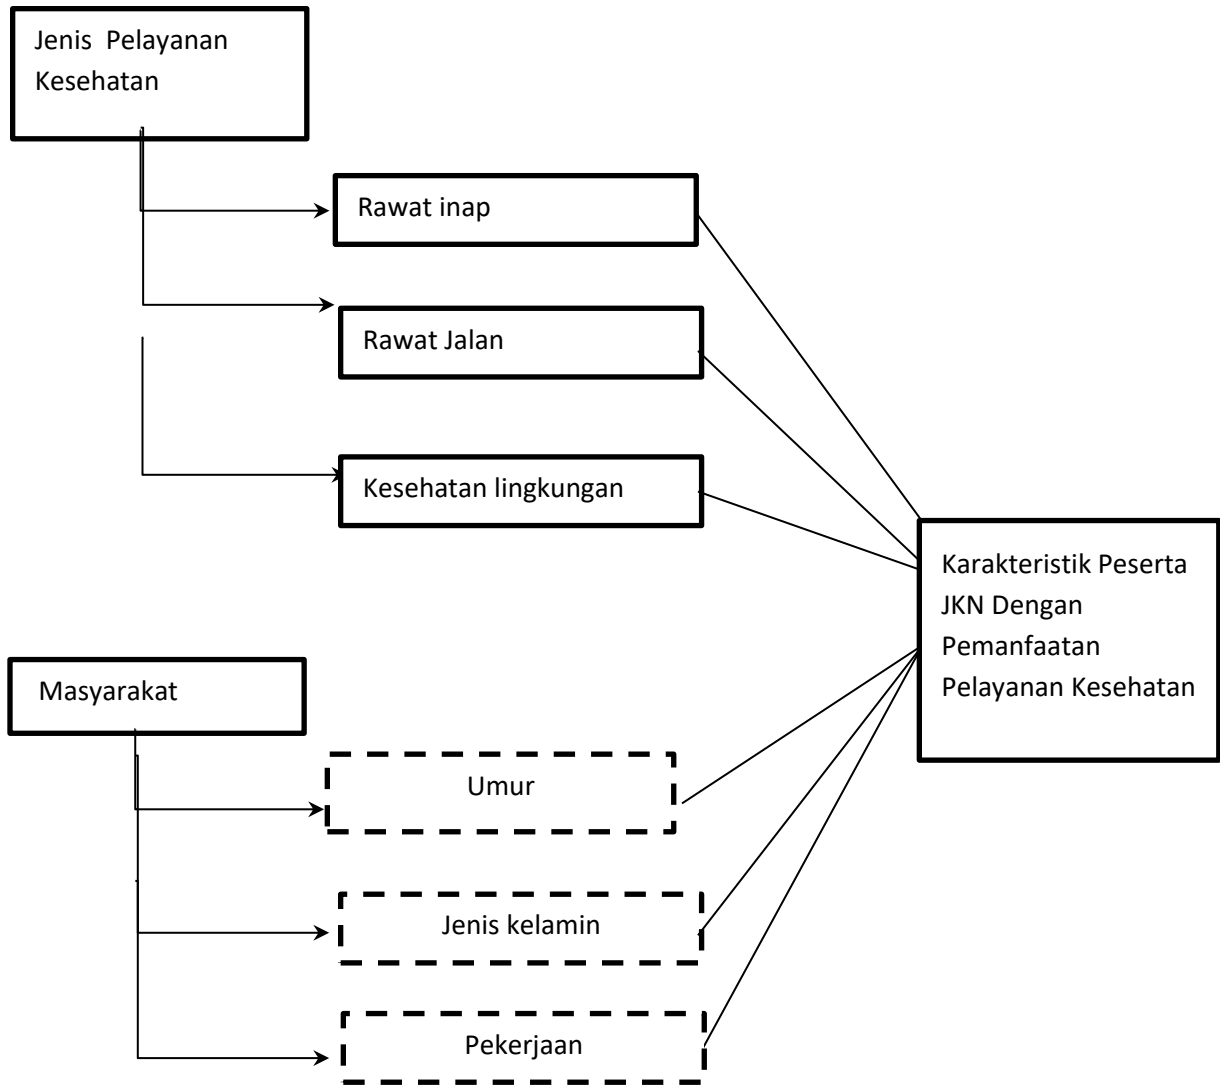 Jenis Pelayanan
Kesehatan
Rawat inap
Rawat Jalan
Kesehatan lingkungan
Karakteristik Peserta
JKN Dengan
Pemanfaatan
Pelayanan Kesehatan
Masyarakat
Umur
Jenis kelamin
Pekerjaan